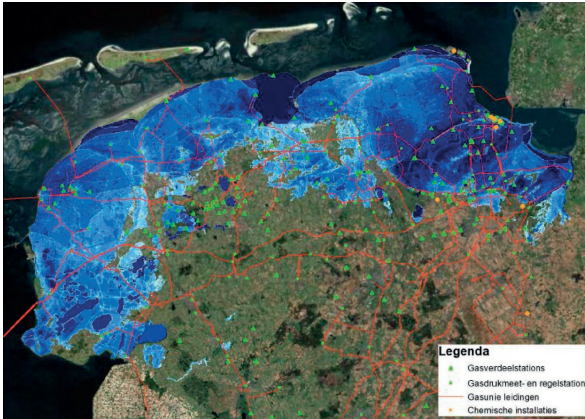 Legenda
Gasverdeelstations
Gasdrukmeet- en regelstation
Gasunie leidingen
Chemische installaties